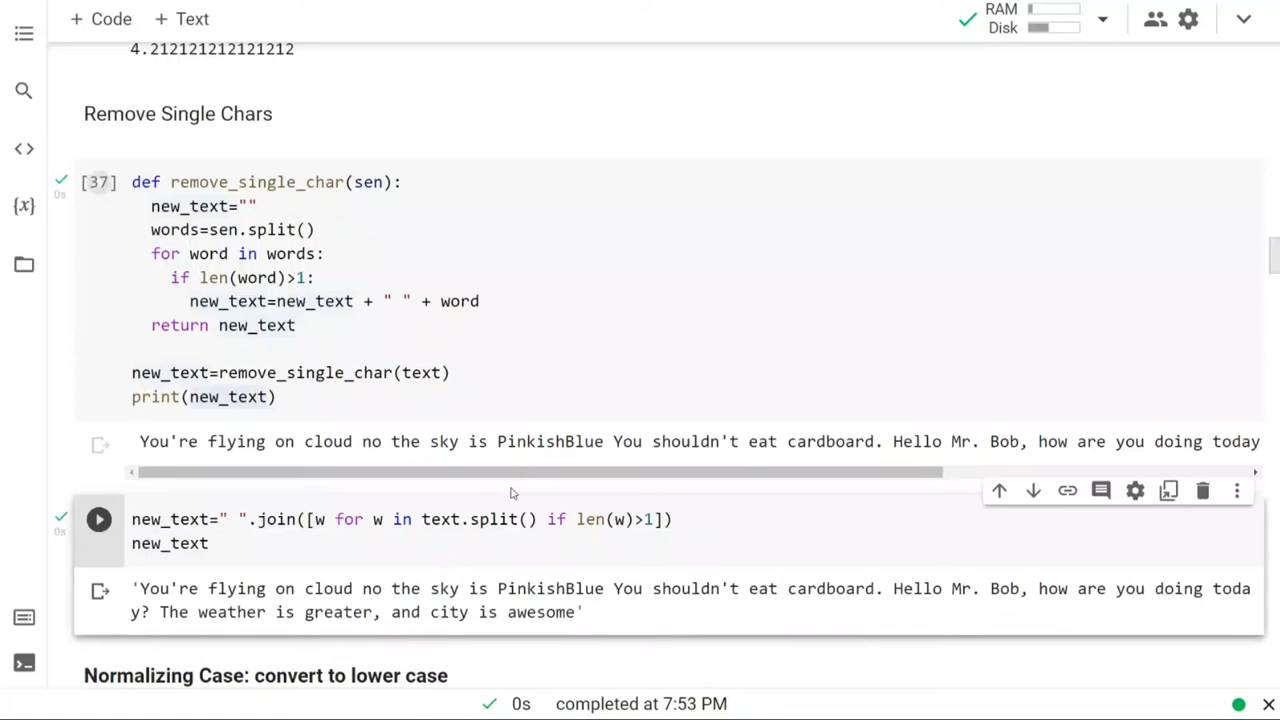 + Code + Text
RAM
Disk
4.212121212121212
Remove Single Chars
[37] def remove_single_char(sen):
new_text=""
words=sen.split()
for word in words:
if len(word)>1:
new_text=new_text + " " + word
return new_text
new_text=remove_single_char(text)
print(new_text)
0s
You're flying on cloud no the sky is PinkishBlue You shouldn't eat cardboard. Hello Mr. Bob, how are you doing today
new_text=" ".join([w for w in text.split() if len(w)>1])
new_text
0s
'You're flying on cloud no the sky is PinkishBlue You shouldn't eat cardboard. Hello Mr. Bob, how are you doing toda
y? The weather is greater, and city is awesome'
Normalizing Case: convert to lower case
0s completed at 7:53 PM